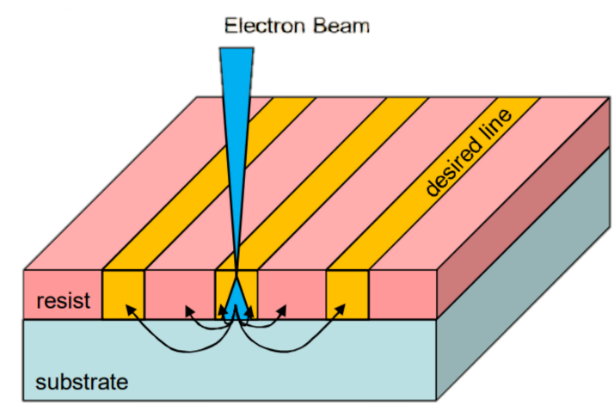 Electron Beam
desired line
resist
substrate